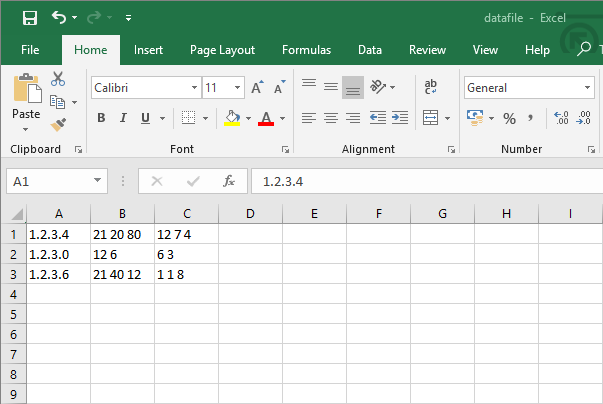 datafile - Excel
File Home Insert Page Layout Formulas Data Review View Help
Paste
Calibri 11
ab
c
General
B I U A
% ,
Clipboard Font Alignment Number
A1 fx 1.2.3.4
A B C D E F G H I
1 1.2.3.4 21 20 80 12 7 4
2 1.2.3.0 12 6 6 3
3 1.2.3.6 21 40 12 1 1 8
4
5
6
7
8
9